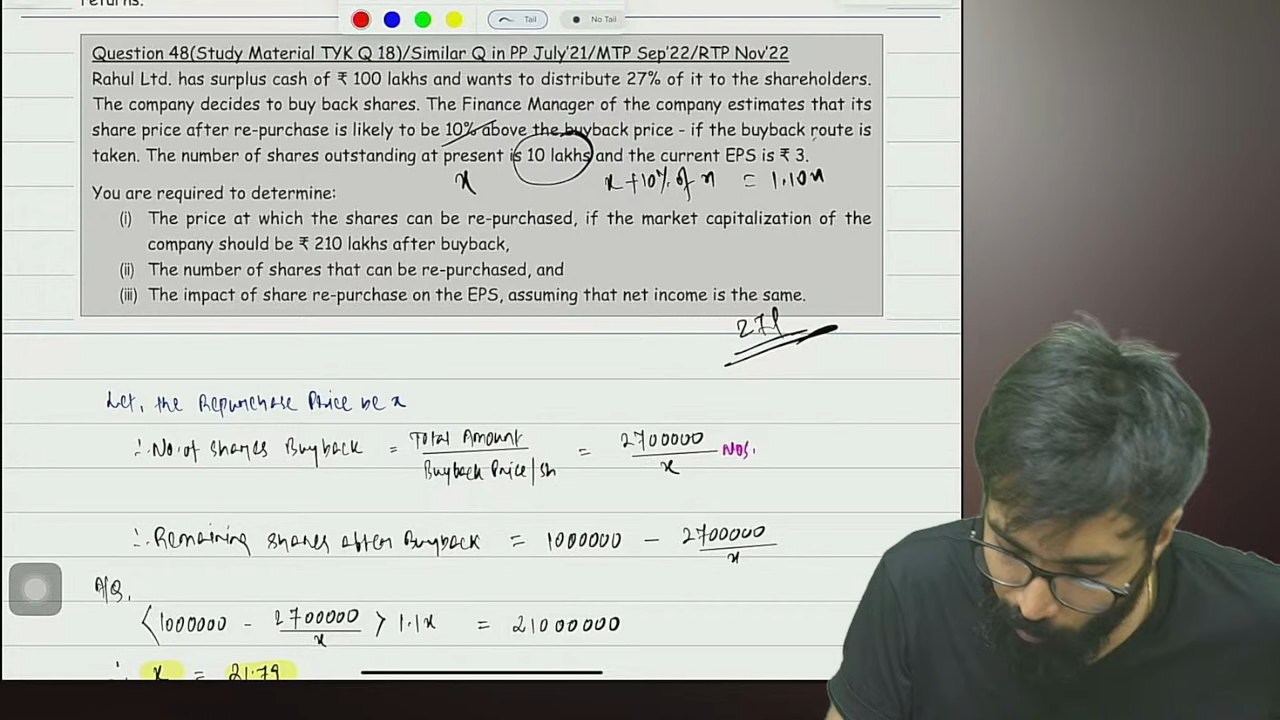 returns.
Tail
No Tail
Question 48(Study Material TYK Q 18)/Similar Q in PP July'21/MTP Sep'22/RTP Nov'22
Rahul Ltd. has surplus cash of ₹ 100 lakhs and wants to distribute 27% of it to the shareholders.
The company decides to buy back shares. The Finance Manager of the company estimates that its
share price after re-purchase is likely to be 10% above the buyback price - if the buyback route is
taken. The number of shares outstanding at present is 10 lakhs and the current EPS is ₹ 3.
x x+10% of x = 1.10x
You are required to determine:
(i) The price at which the shares can be re-purchased, if the market capitalization of the
company should be ₹ 210 lakhs after buyback,
(ii) The number of shares that can be re-purchased, and
(iii) The impact of share re-purchase on the EPS, assuming that net income is the same.
27l
Let, the Repurchase Price be x
∴ No. of shares Buyback = Total Amount / Buyback Price/sh = 2700000 / x Nos.
∴ Remaining shares after Buyback = 1000000 - 2700000 / x
A/Q,
⟨1000000 - 2700000 / x⟩ 1.1x = 21000000
∴ x = 21.79